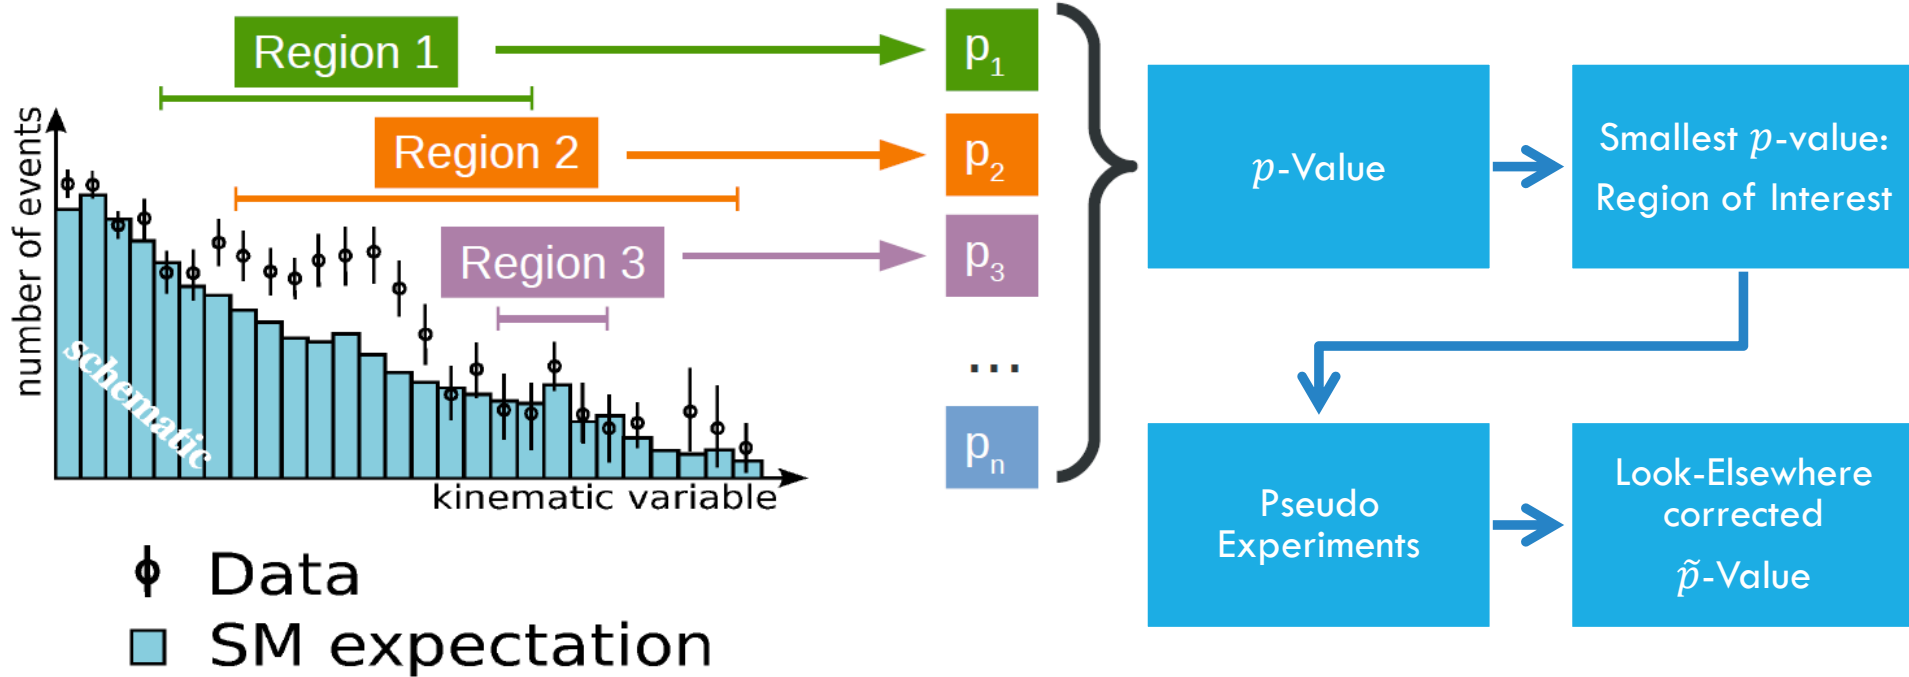 Region 1
p1
Region 2
p2
Region 3
p3
...
pn
number of events
schematic
kinematic variable
Data
SM expectation
p-Value
Smallest p-value:
Region of Interest
Pseudo
Experiments
Look-Elsewhere
corrected
p̃-Value